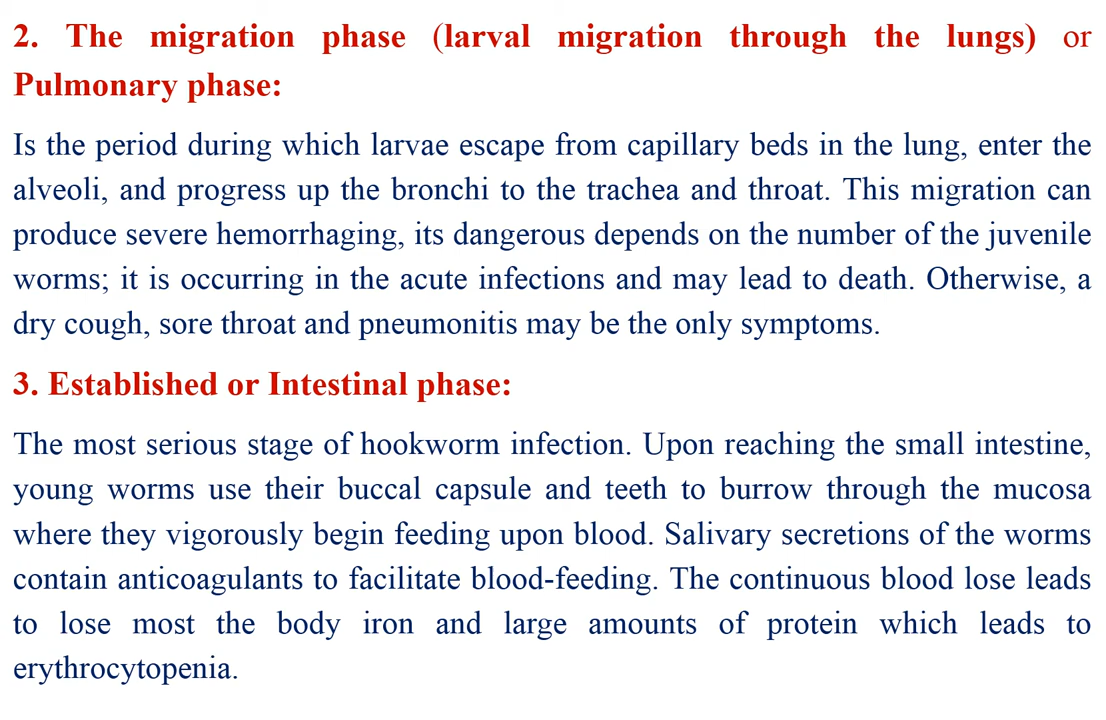 2. The migration phase (larval migration through the lungs) or
Pulmonary phase:
Is the period during which larvae escape from capillary beds in the lung, enter the
alveoli, and progress up the bronchi to the trachea and throat. This migration can
produce severe hemorrhaging, its dangerous depends on the number of the juvenile
worms; it is occurring in the acute infections and may lead to death. Otherwise, a
dry cough, sore throat and pneumonitis may be the only symptoms.
3. Established or Intestinal phase:
The most serious stage of hookworm infection. Upon reaching the small intestine,
young worms use their buccal capsule and teeth to burrow through the mucosa
where they vigorously begin feeding upon blood. Salivary secretions of the worms
contain anticoagulants to facilitate blood-feeding. The continuous blood lose leads
to lose most the body iron and large amounts of protein which leads to
erythrocytopenia.